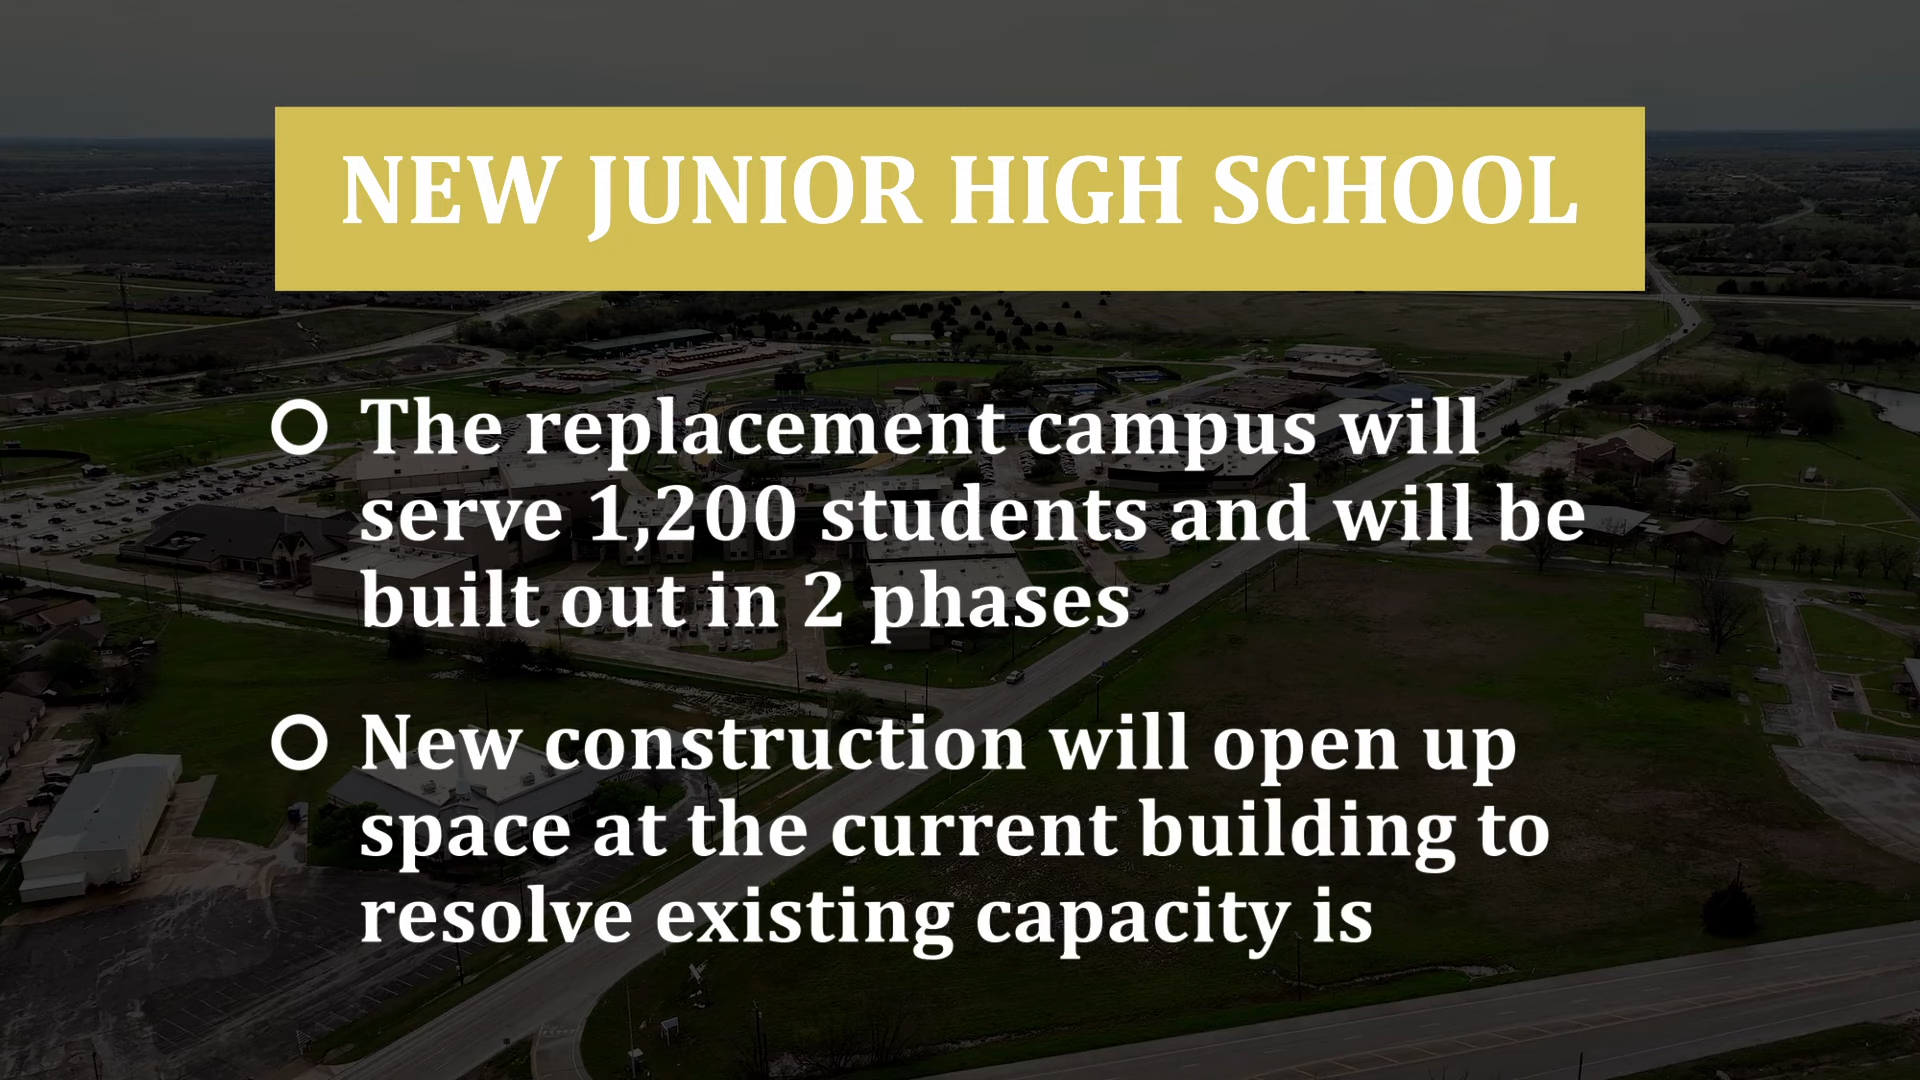 NEW JUNIOR HIGH SCHOOL
The replacement campus will
serve 1,200 students and will be
built out in 2 phases
New construction will open up
space at the current building to
resolve existing capacity is